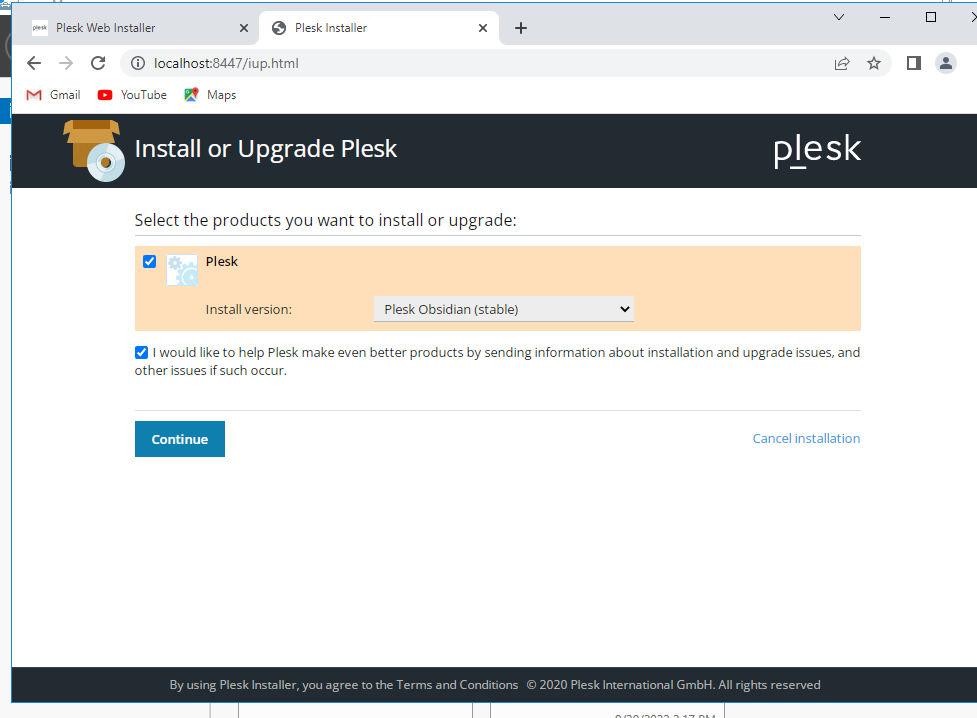 plesk Plesk Web Installer
Plesk Installer
localhost:8447/iup.html
Gmail
YouTube
Maps
Install or Upgrade Plesk
plesk
Select the products you want to install or upgrade:
Plesk
Install version:
Plesk Obsidian (stable)
I would like to help Plesk make even better products by sending information about installation and upgrade issues, and
other issues if such occur.
Continue
Cancel installation
By using Plesk Installer, you agree to the Terms and Conditions © 2020 Plesk International GmbH. All rights reserved